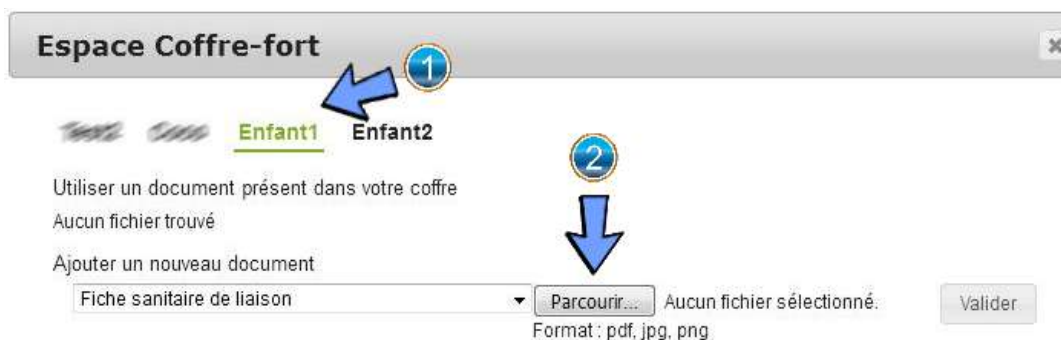 Espace Coffre-fort
1
Enfant1 Enfant2
2
Utiliser un document présent dans votre coffre
Aucun fichier trouvé
Ajouter un nouveau document
Fiche sanitaire de liaison Parcourir... Aucun fichier sélectionné. Valider
Format : pdf, jpg, png